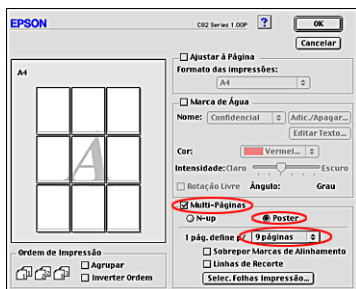 EPSON
C82 Series 1.00P
?
OK
Cancelar
A4
A
Ajustar à Página
Formato das impressões:
A4
Marca de Água
Nome: Confidencial Adic./Apagar...
Editar Texto...
Cor: Vermel...
Intensidade: Claro Escuro
Rotação Livre Ângulo: Grau
Multi-Páginas
N-up Poster
1 pág. define p/ 9 páginas
Sobrepor Marcas de Alinhamento
Linhas de Recorte
Selec. Folhas Impressão...
Ordem de Impressão
Agrupar
Inverter Ordem